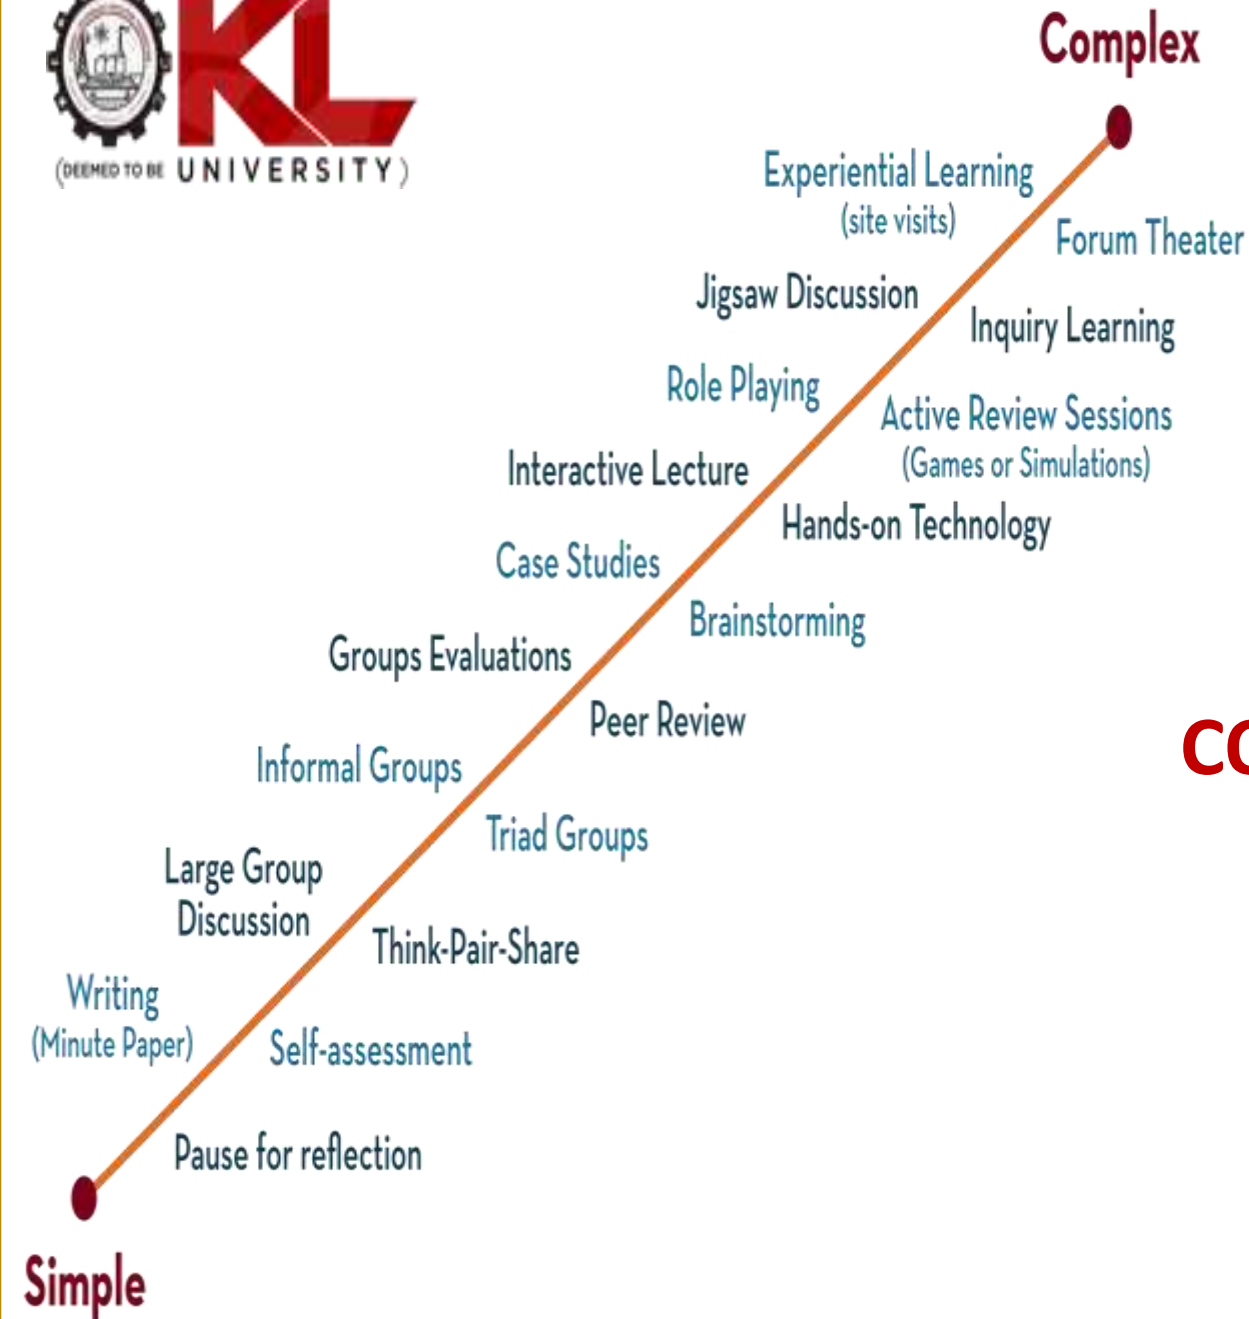 KL
(DEEMED TO BE UNIVERSITY)
Complex
Experiential Learning
(site visits)
Forum Theater
Jigsaw Discussion
Inquiry Learning
Role Playing
Active Review Sessions
(Games or Simulations)
Interactive Lecture
Hands-on Technology
Case Studies
Brainstorming
Groups Evaluations
Peer Review
CO
Informal Groups
Triad Groups
Large Group
Discussion
Think-Pair-Share
Writing
(Minute Paper)
Self-assessment
Pause for reflection
Simple